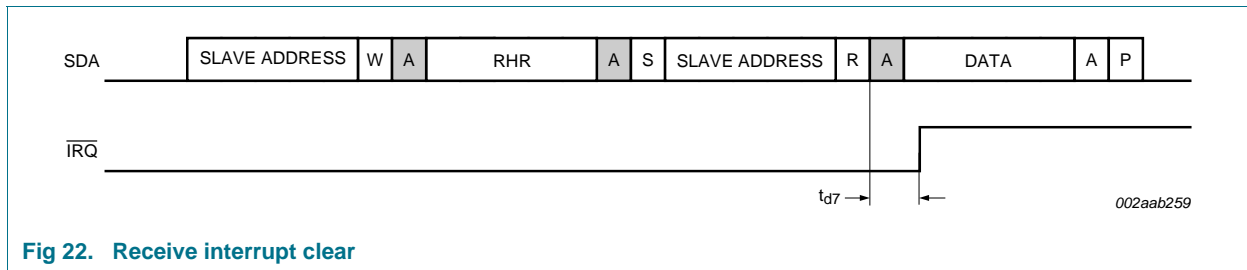 SDA SLAVE ADDRESS W A RHR A S SLAVE ADDRESS R A DATA A P
IRQ
td7
002aab259
Fig 22. Receive interrupt clear